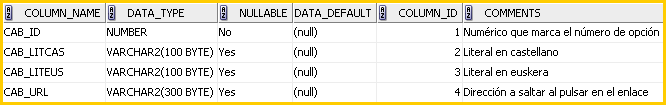 COLUMN_NAME DATA_TYPE NULLABLE DATA_DEFAULT COLUMN_ID COMMENTS
CAB_ID NUMBER No (null) 1 Numérico que marca el número de opción
CAB_LITCAS VARCHAR2(100 BYTE) Yes (null) 2 Literal en castellano
CAB_LITEUS VARCHAR2(100 BYTE) Yes (null) 3 Literal en euskera
CAB_URL VARCHAR2(300 BYTE) Yes (null) 4 Dirección a saltar al pulsar en el enlace